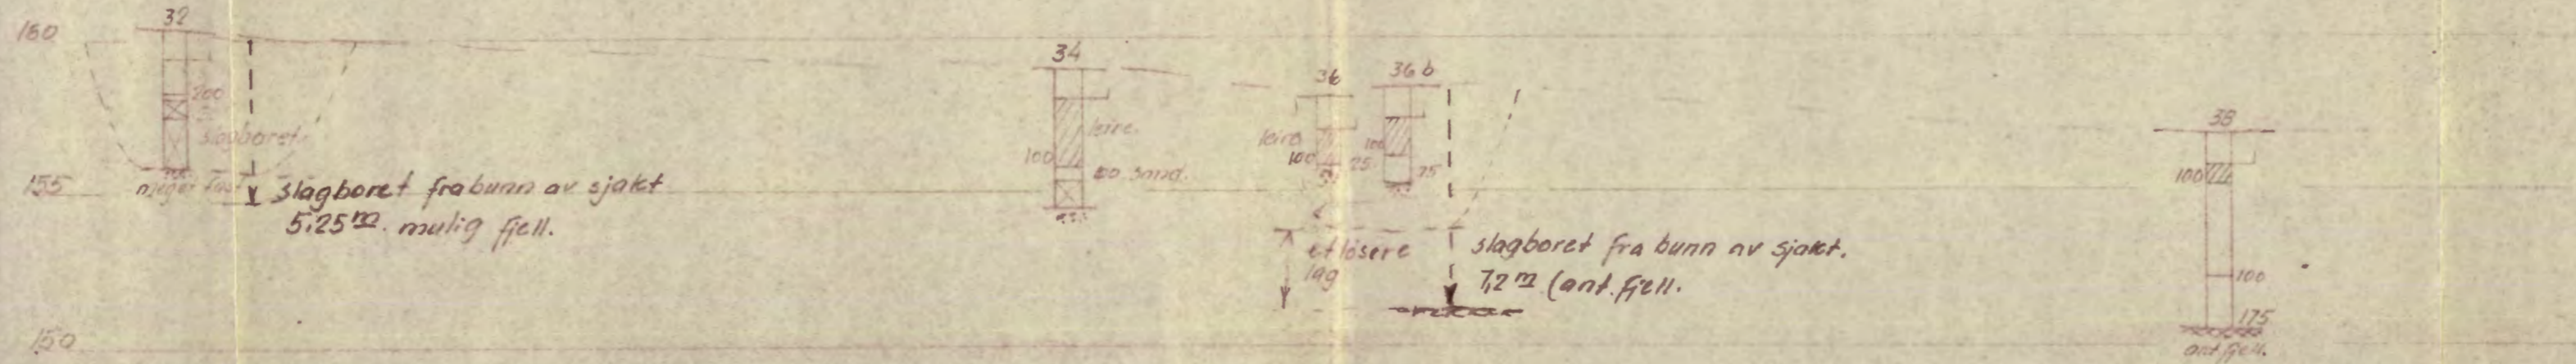 160
32
200
slagboret
meget fast
155
slagboret fra bunn av sjakt
5,25 m. mulig fjell.
34
leire.
100
sand.
36
leire
100
25
36 b
100
75
et løsere
lag
slagboret fra bunn av sjakt.
7,2 m (ant. fjell.
38
100
100
175
ant. fjell.
150